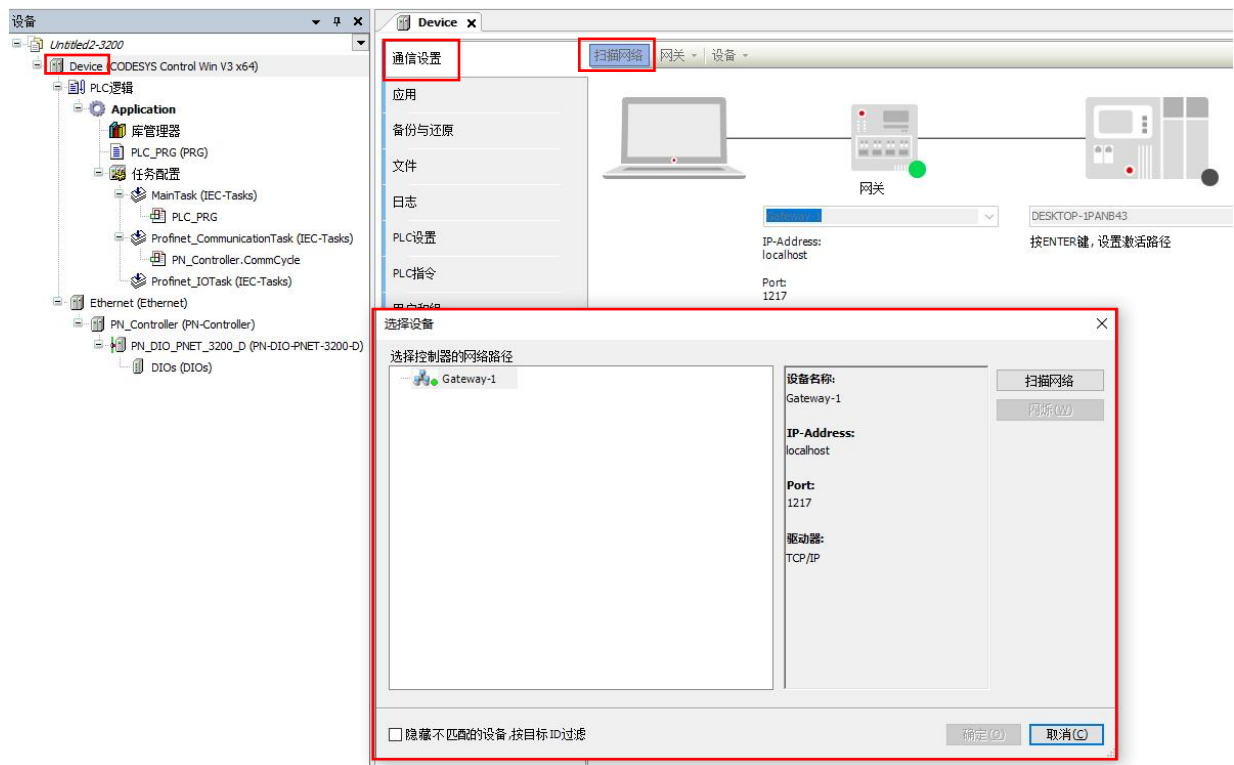 设备
Untitled2-3200
Device (CODESYS Control Win V3 x64)
PLC逻辑
Application
库管理器
PLC_PRG (PRG)
任务配置
MainTask (IEC-Tasks)
PLC_PRG
Profinet_CommunicationTask (IEC-Tasks)
PN_Controller.CommCycle
Profinet_IOTask (IEC-Tasks)
Ethernet (Ethernet)
PN_Controller (PN-Controller)
PN_DIO_PNET_3200_D (PN-DIO-PNET-3200-D)
DIOs (DIOs)
Device
通信设置
应用
备份与还原
文件
日志
PLC设置
PLC指令
用户和组
扫描网络 网关 设备
网关
Gateway-1
IP-Address:
localhost
Port:
1217
DESKTOP-1PANB43
按ENTER键, 设置激活路径
选择设备
选择控制器的网络路径
Gateway-1
设备名称:
Gateway-1
IP-Address:
localhost
Port:
1217
驱动器:
TCP/IP
扫描网络
闪烁(W)
隐藏不匹配的设备,按目标ID过滤
确定(O)
取消(C)